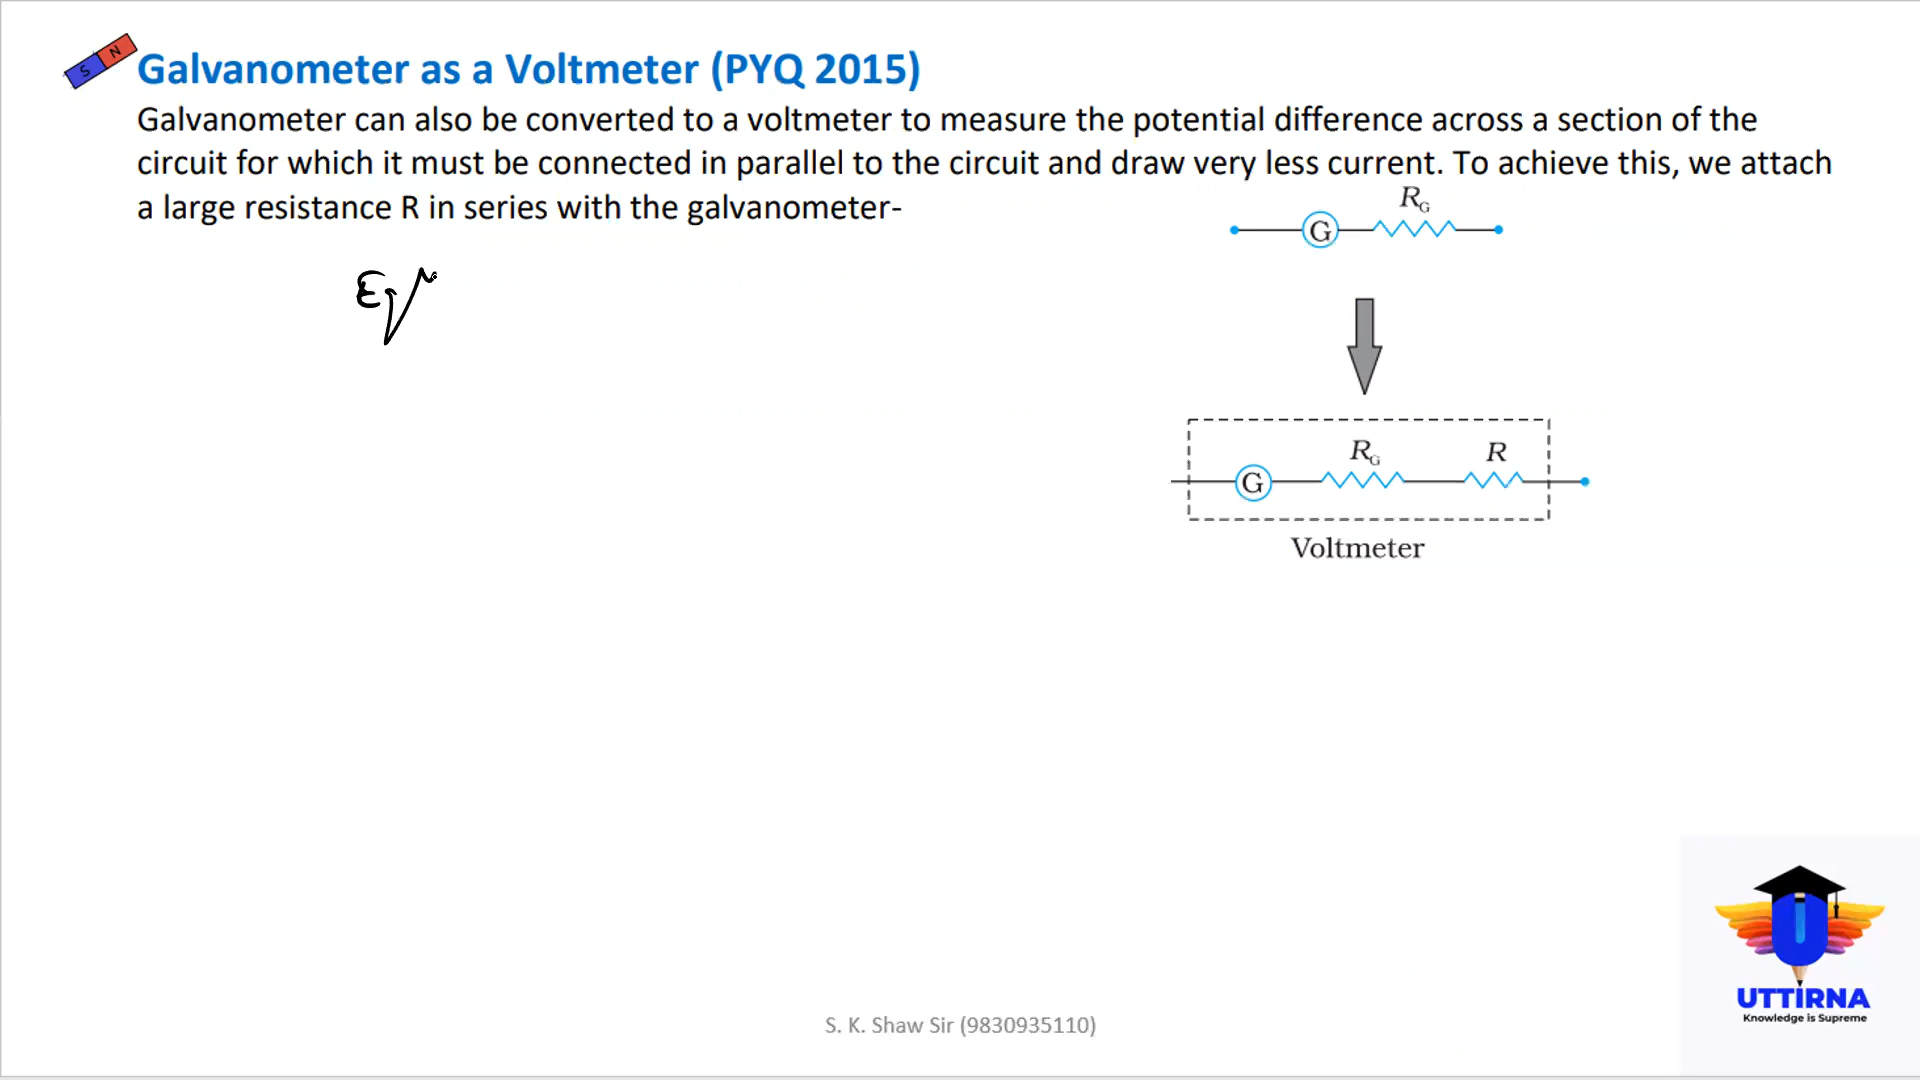 S N
Galvanometer as a Voltmeter (PYQ 2015)
Galvanometer can also be converted to a voltmeter to measure the potential difference across a section of the
circuit for which it must be connected in parallel to the circuit and draw very less current. To achieve this, we attach
a large resistance R in series with the galvanometer-
R_G
G
Eq
R_G R
G
Voltmeter
U
UTTIRNA
Knowledge is Supreme
S. K. Shaw Sir (9830935110)